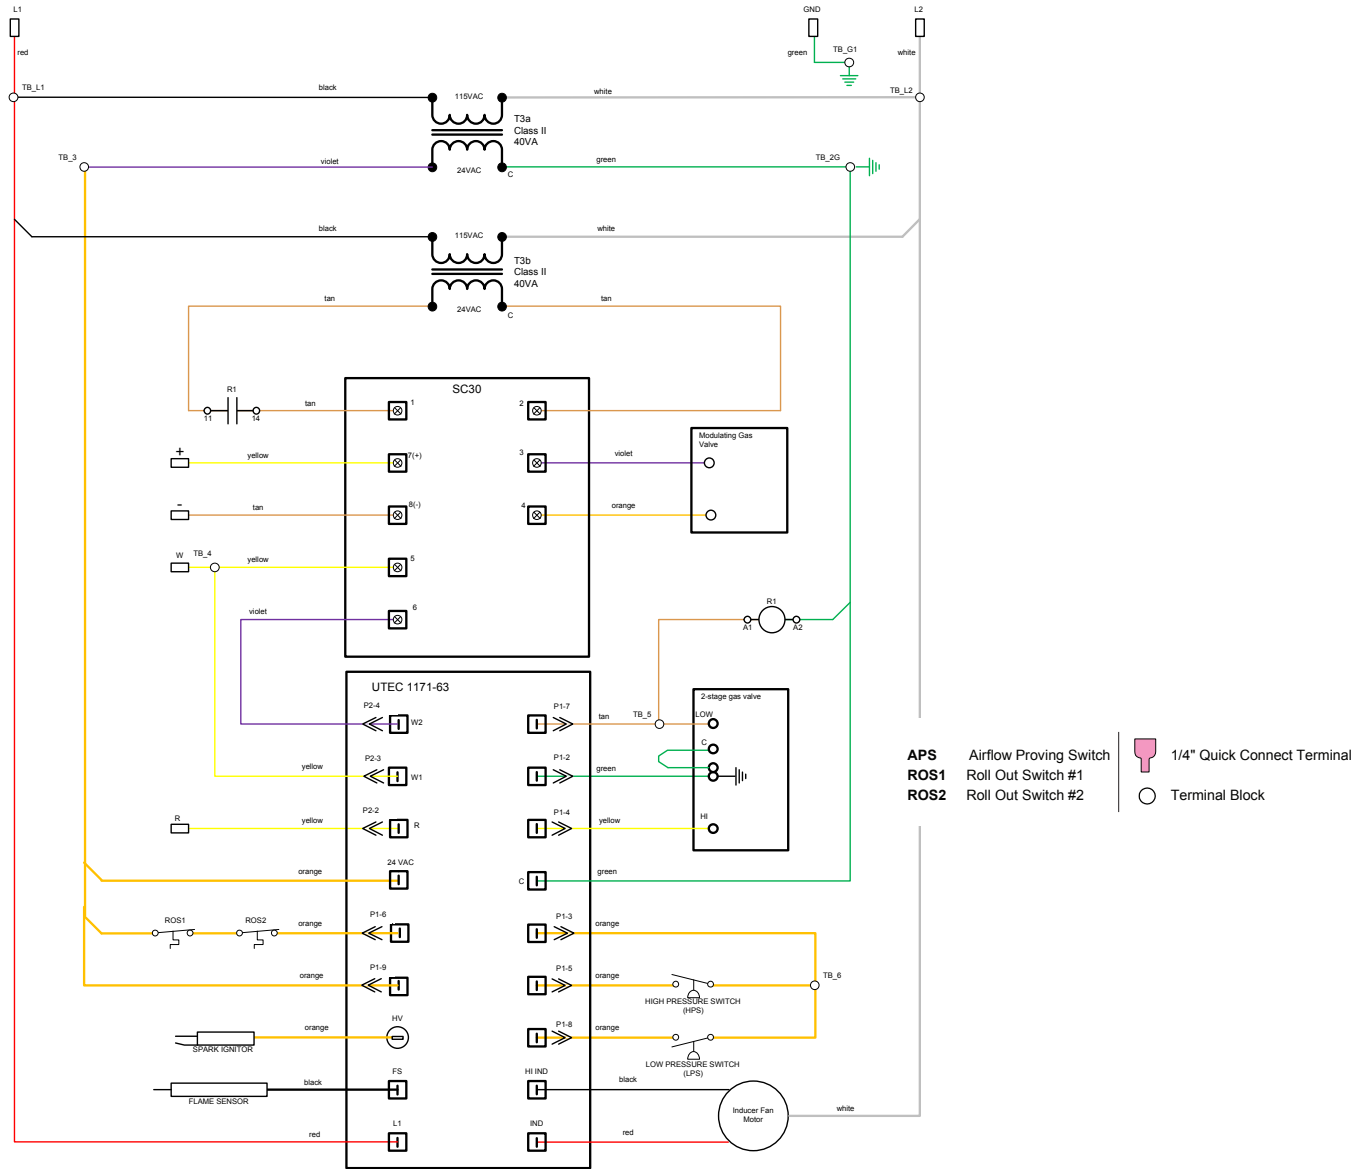 L1
GND
L2
red
green
TB_G1
white
TB_L1
black
115VAC
white
TB_L2
T3a
Class II
40VA
TB_3
violet
24VAC
C
green
TB_2G
black
115VAC
white
T3b
Class II
40VA
tan
24VAC
C
tan
SC30
R1
11
14
tan
1
2
+
yellow
7(+)
3
violet
Modulating Gas
Valve
-
tan
8(-)
4
orange
W
TB_4
yellow
5
violet
6
R1
A1
A2
UTEC 1171-63
2-stage gas valve
P2-4
W2
P1-7
tan
TB_5
LOW
C
P2-3
yellow
W1
P1-2
green
R
yellow
P2-2
R
P1-4
yellow
HI
APS Airflow Proving Switch
ROS1 Roll Out Switch #1
ROS2 Roll Out Switch #2
1/4" Quick Connect Terminal
Terminal Block
24 VAC
orange
C
green
ROS1
ROS2
orange
P1-6
P1-3
orange
orange
P1-9
P1-5
orange
TB_6
HIGH PRESSURE SWITCH
(HPS)
orange
HV
P1-8
orange
SPARK IGNITOR
LOW PRESSURE SWITCH
(LPS)
black
FS
HI IND
black
FLAME SENSOR
Inducer Fan
Motor
white
red
L1
IND
red